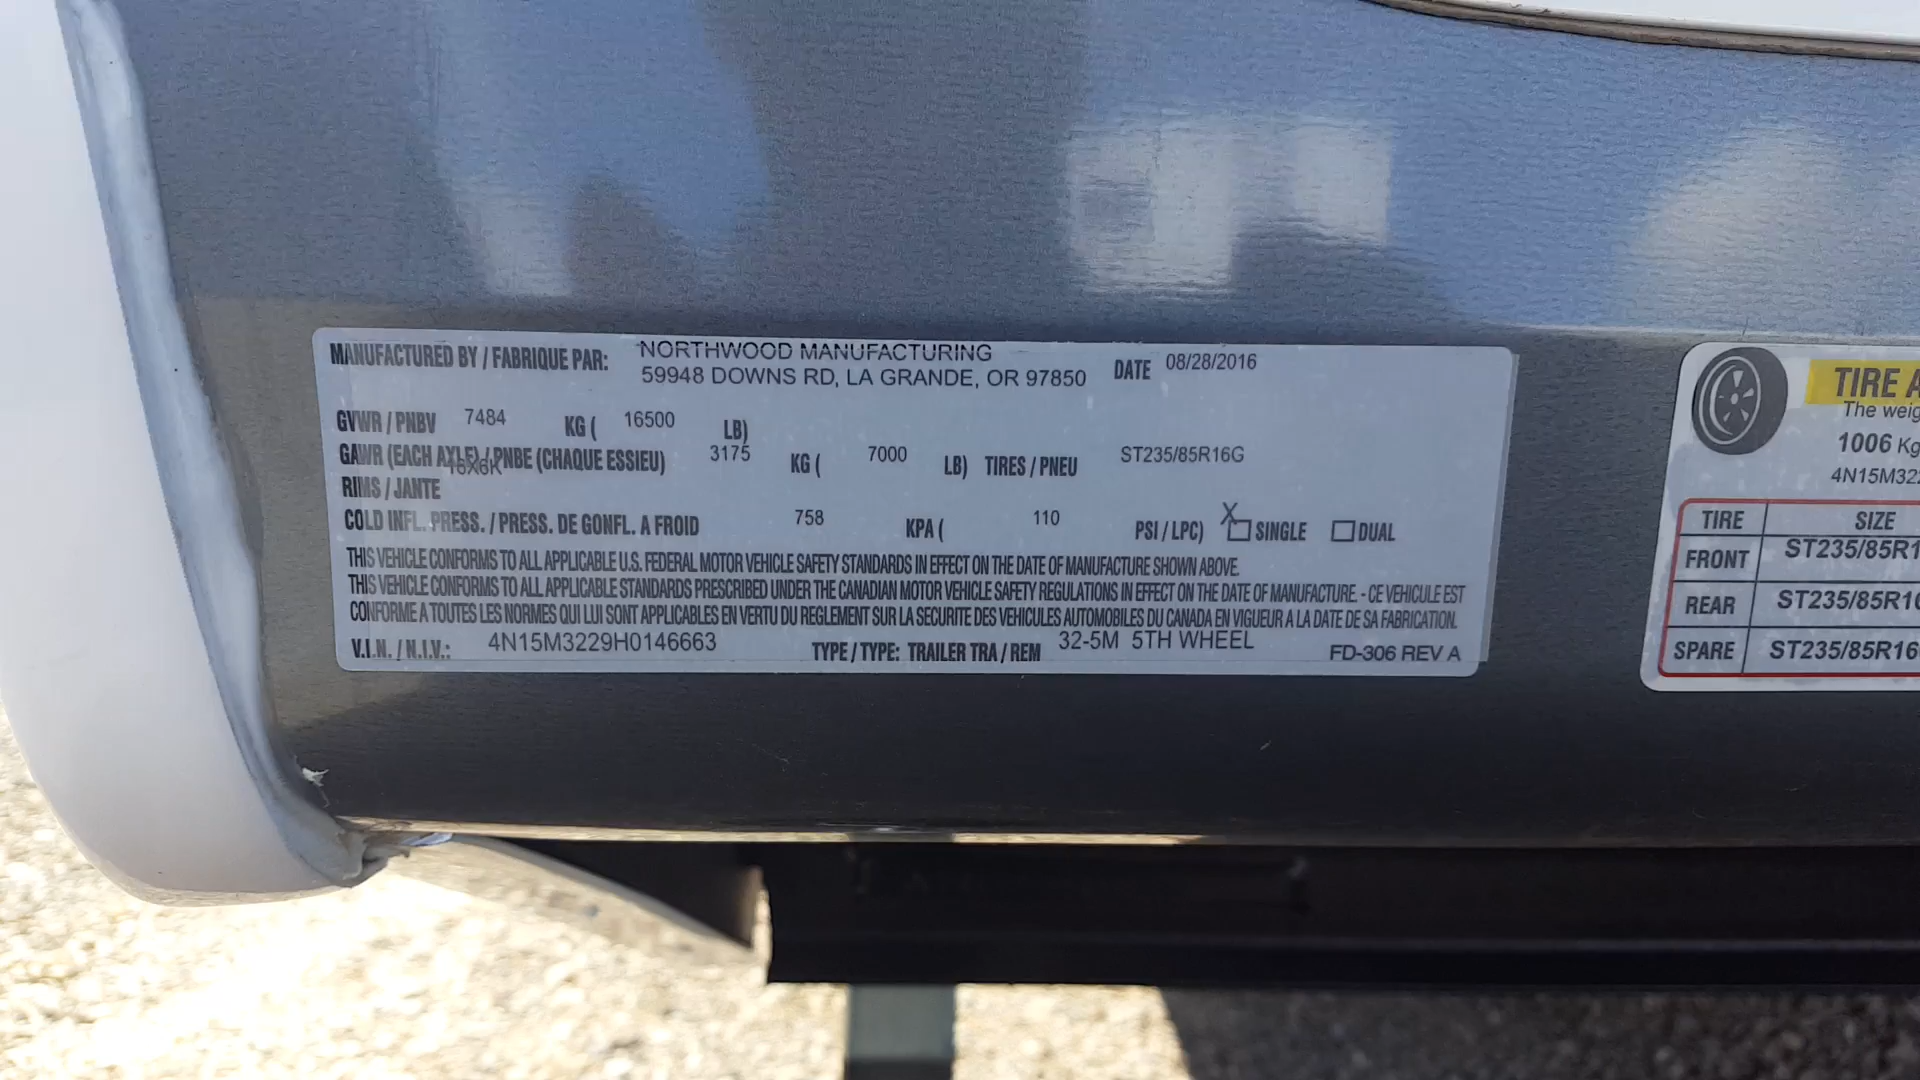 MANUFACTURED BY / FABRIQUE PAR: NORTHWOOD MANUFACTURING
59948 DOWNS RD, LA GRANDE, OR 97850 DATE 08/28/2016
GVWR / PNBV 7484 KG ( 16500 LB)
GAWR (EACH AXLE) / PNBE (CHAQUE ESSIEU) 3175 KG ( 7000 LB) TIRES / PNEU ST235/85R16G
16X6K
RIMS / JANTE
COLD INFL. PRESS. / PRESS. DE GONFL. A FROID 758 KPA ( 110 PSI / LPC) X SINGLE DUAL
THIS VEHICLE CONFORMS TO ALL APPLICABLE U.S. FEDERAL MOTOR VEHICLE SAFETY STANDARDS IN EFFECT ON THE DATE OF MANUFACTURE SHOWN ABOVE.
THIS VEHICLE CONFORMS TO ALL APPLICABLE STANDARDS PRESCRIBED UNDER THE CANADIAN MOTOR VEHICLE SAFETY REGULATIONS IN EFFECT ON THE DATE OF MANUFACTURE. - CE VEHICULE EST
CONFORME A TOUTES LES NORMES QUI LUI SONT APPLICABLES EN VERTU DU REGLEMENT SUR LA SECURITE DES VEHICULES AUTOMOBILES DU CANADA EN VIGUEUR A LA DATE DE SA FABRICATION.
V.I.N. / N.I.V.: 4N15M3229H0146663 TYPE / TYPE: TRAILER TRA / REM 32-5M 5TH WHEEL FD-306 REV A
TIRE A
The weig
1006 Kg
4N15M322
TIRE SIZE
FRONT ST235/85R1
REAR ST235/85R16
SPARE ST235/85R16